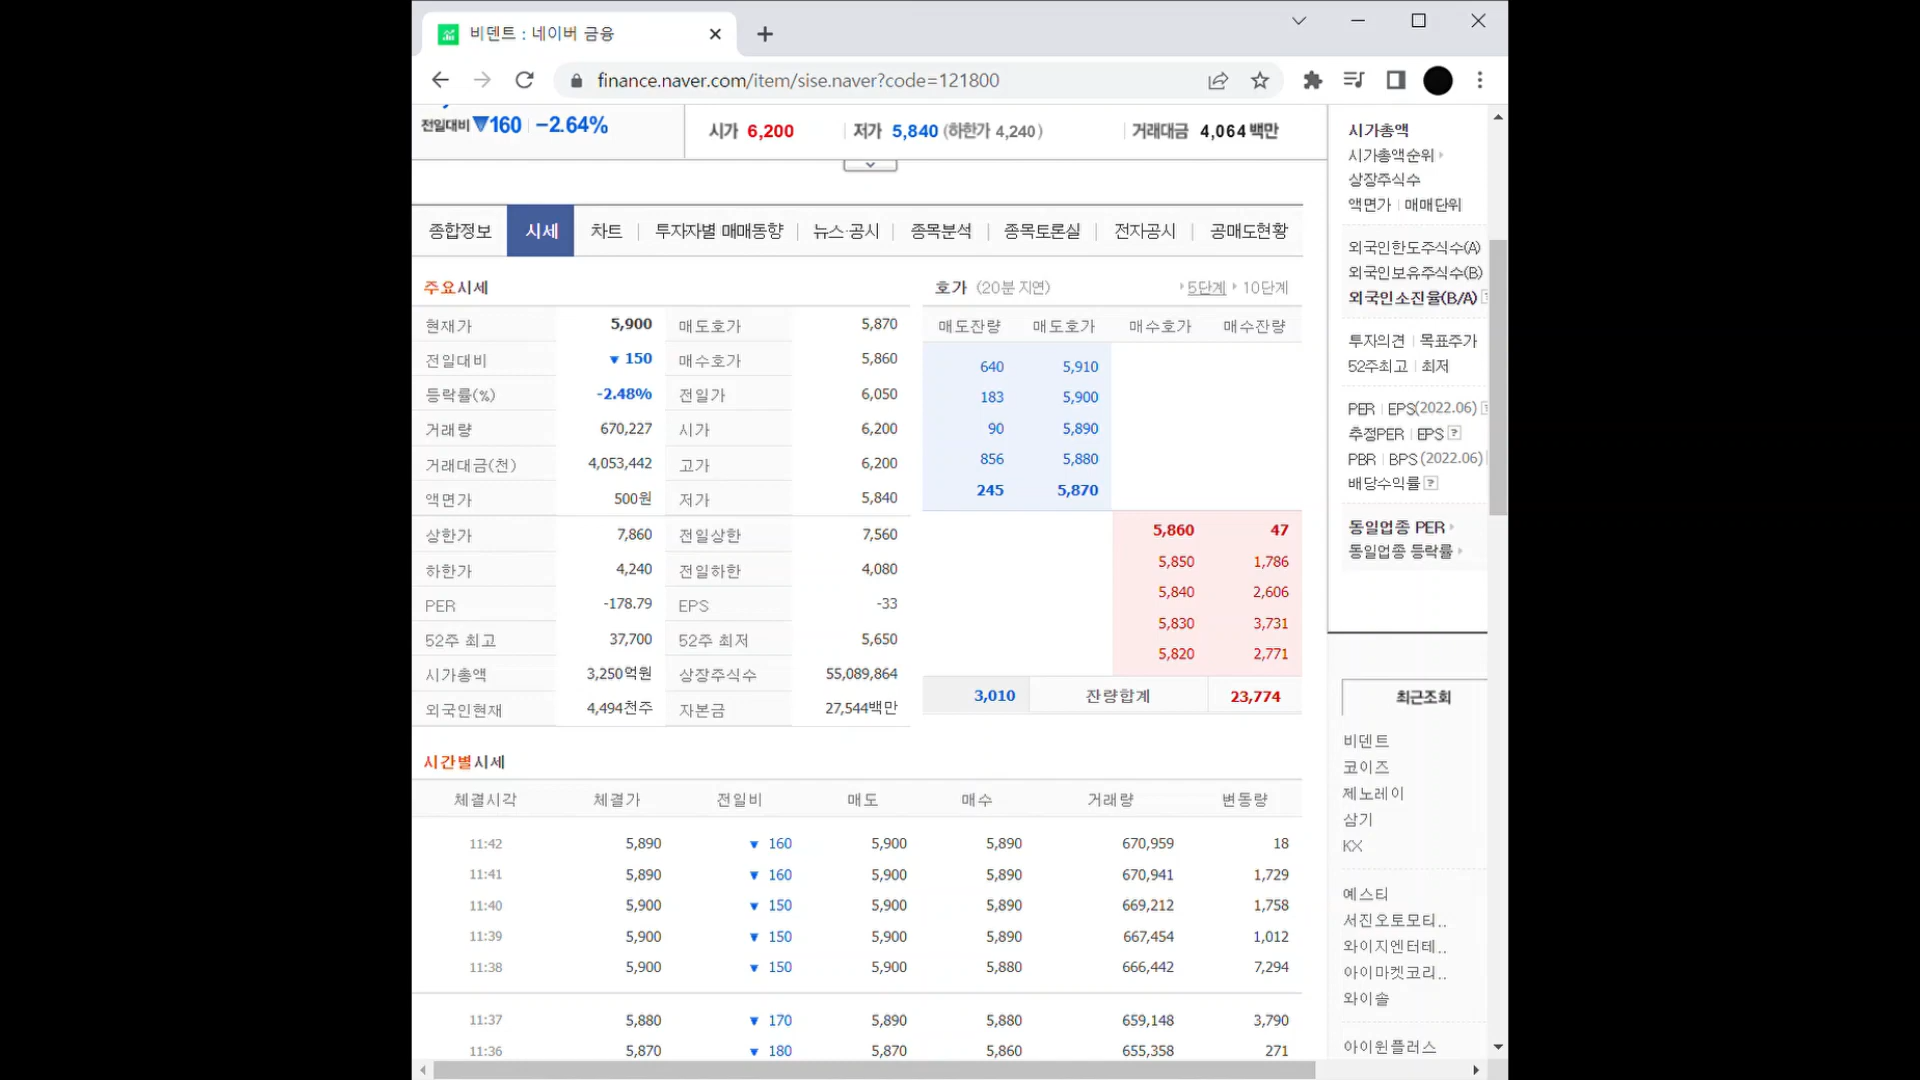 비덴트 : 네이버 금융
finance.naver.com/item/sise.naver?code=121800
전일대비 ▼160 -2.64%
시가 6,200 저가 5,840 (하한가 4,240) 거래대금 4,064 백만
종합정보 시세 차트 투자자별 매매동향 뉴스·공시 종목분석 종목토론실 전자공시 공매도현황
주요시세
현재가 5,900 매도호가 5,870
전일대비 ▼ 150 매수호가 5,860
등락률(%) -2.48% 전일가 6,050
거래량 670,227 시가 6,200
거래대금(천) 4,053,442 고가 6,200
액면가 500원 저가 5,840
상한가 7,860 전일상한 7,560
하한가 4,240 전일하한 4,080
PER -178.79 EPS -33
52주 최고 37,700 52주 최저 5,650
시가총액 3,250억원 상장주식수 55,089,864
외국인현재 4,494천주 자본금 27,544백만
호가 (20분 지연) 5단계 10단계
매도잔량 매도호가 매수호가 매수잔량
640 5,910
183 5,900
90 5,890
856 5,880
245 5,870
5,860 47
5,850 1,786
5,840 2,606
5,830 3,731
5,820 2,771
3,010 잔량합계 23,774
시간별시세
체결시각 체결가 전일비 매도 매수 거래량 변동량
11:42 5,890 ▼ 160 5,900 5,890 670,959 18
11:41 5,890 ▼ 160 5,900 5,890 670,941 1,729
11:40 5,900 ▼ 150 5,900 5,890 669,212 1,758
11:39 5,900 ▼ 150 5,900 5,890 667,454 1,012
11:38 5,900 ▼ 150 5,900 5,880 666,442 7,294
11:37 5,880 ▼ 170 5,890 5,880 659,148 3,790
11:36 5,870 ▼ 180 5,870 5,860 655,358 271
시가총액
시가총액순위
상장주식수
액면가 | 매매단위
외국인한도주식수(A)
외국인보유주식수(B)
외국인소진율(B/A) ?
투자의견 | 목표주가
52주최고 | 최저
PER | EPS(2022.06)
추정PER | EPS ?
PBR | BPS (2022.06)
배당수익률 ?
동일업종 PER
동일업종 등락률
최근조회
비덴트
코이즈
제노레이
삼기
KX
예스티
서진오토모티..
와이지엔터테..
아이마켓코리..
와이솔
아이윈플러스